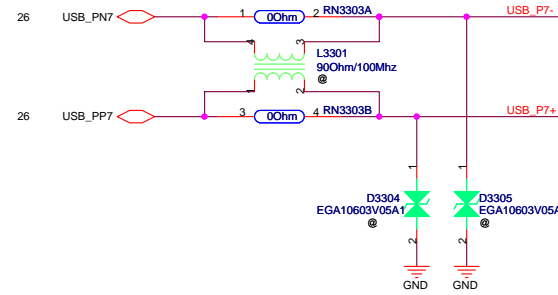 26 USB_PN7 1 0Ohm 2 RN3303A USB_P7-
4 3
L3301
90Ohm/100Mhz
@
1 2
26 USB_PP7 3 0Ohm 4 RN3303B USB_P7+
1 1
D3304 D3305
EGA10603V05A1 EGA10603V05A
@ @
2 2
GND GND